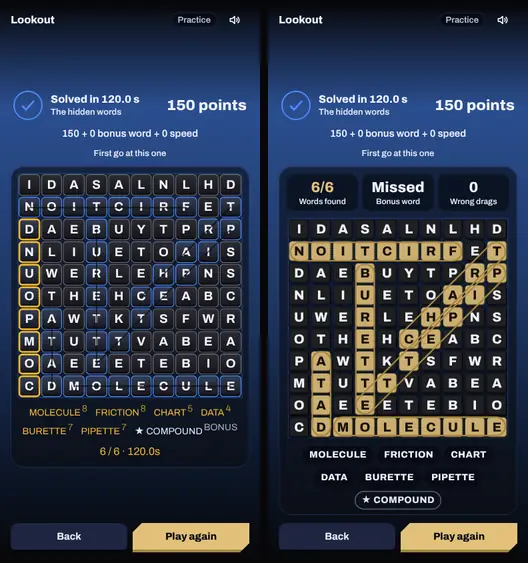 Lookout Practice
Solved in 120.0 s
The hidden words
150 points
150 + 0 bonus word + 0 speed
First go at this one
I D A S A L N L H D
N O I T C I R F E T
D A E B U Y T P R P
N L I U E T O A I S
U W E R L E H P N S
O T H E H C E A B C
P A W T K T S F W R
M T U T T V A B E A
O A E E E T E B I O
C D M O L E C U L E
MOLECULE 8 FRICTION 8 CHART 5 DATA 4
BURETTE 7 PIPETTE 7 ★ COMPOUND BONUS
6 / 6 · 120.0s
Back Play again
Lookout Practice
Solved in 120.0 s
The hidden words
150 points
150 + 0 bonus word + 0 speed
First go at this one
6/6 Missed 0
Words found Bonus word Wrong drags
I D A S A L N L H D
N O I T C I R F E T
D A E B U Y T P R P
N L I U E T O A I S
U W E R L E H P N S
O T H E H C E A B C
P A W T K T S F W R
M T U T T V A B E A
O A E E E T E B I O
C D M O L E C U L E
MOLECULE FRICTION CHART
DATA BURETTE PIPETTE
★ COMPOUND
Back Play again